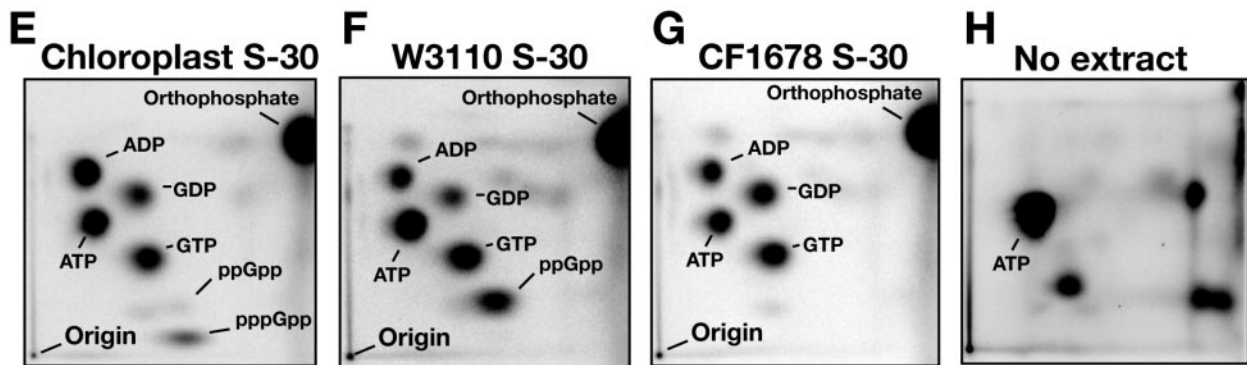 E
Chloroplast S-30
Orthophosphate
ADP
GDP
ATP
GTP
ppGpp
pppGpp
Origin
F
W3110 S-30
Orthophosphate
ADP
GDP
ATP
GTP
ppGpp
Origin
G
CF1678 S-30
Orthophosphate
ADP
GDP
ATP
GTP
Origin
H
No extract
ATP